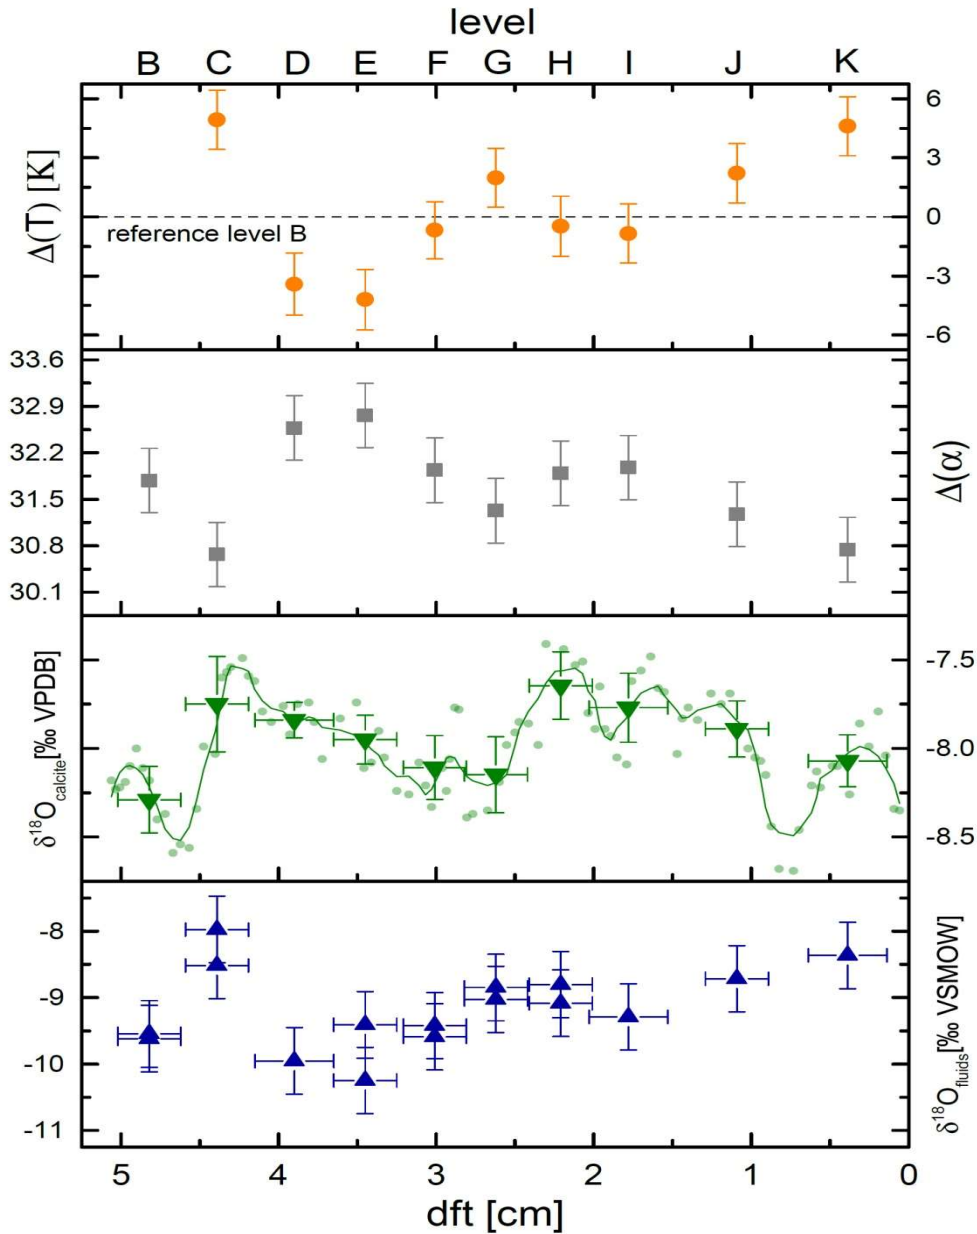 level
B C D E F G H I J K
Δ(T) [K]
6
3
0
-3
-6
reference level B
33.6
32.9
32.2
31.5
30.8
30.1
Δ(α)
δ¹⁸O_calcite[‰ VPDB]
-7.5
-8.0
-8.5
-8
-9
-10
-11
δ¹⁸O_fluids[‰ VSMOW]
5 4 3 2 1 0
dft [cm]